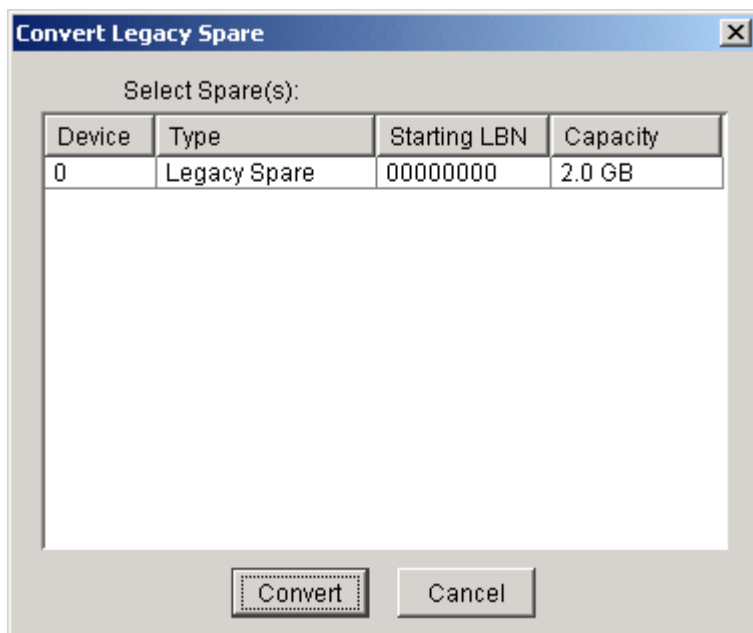 Convert Legacy Spare
Select Spare(s):
Device Type Starting LBN Capacity
0 Legacy Spare 00000000 2.0 GB
Convert Cancel